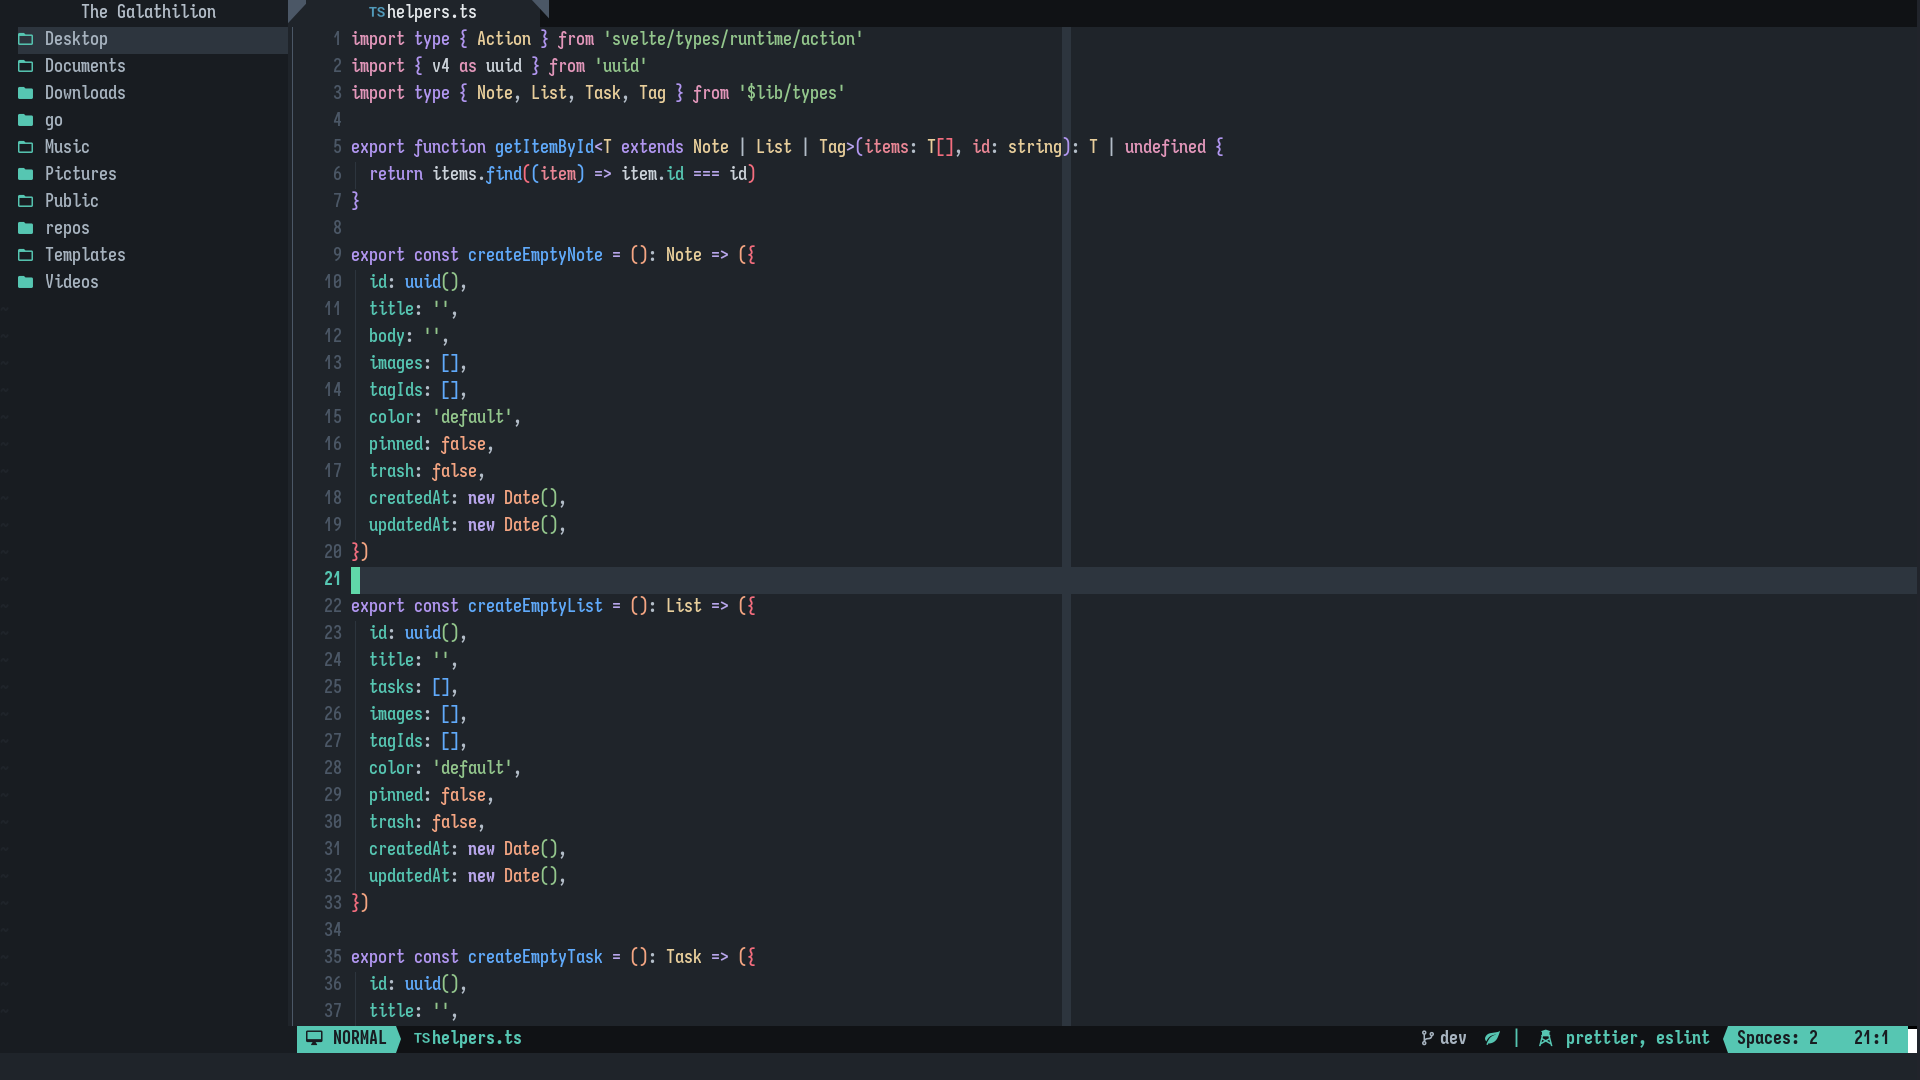 The Galathilion
Desktop
Documents
Downloads
go
Music
Pictures
Public
repos
Templates
Videos
TS helpers.ts
1 import type { Action } from 'svelte/types/runtime/action'
2 import { v4 as uuid } from 'uuid'
3 import type { Note, List, Task, Tag } from '$lib/types'
4
5 export function getItemById<T extends Note | List | Tag>(items: T[], id: string): T | undefined {
6   return items.find((item) => item.id === id)
7 }
8
9 export const createEmptyNote = (): Note => ({
10   id: uuid(),
11   title: '',
12   body: '',
13   images: [],
14   tagIds: [],
15   color: 'default',
16   pinned: false,
17   trash: false,
18   createdAt: new Date(),
19   updatedAt: new Date(),
20 })
21
22 export const createEmptyList = (): List => ({
23   id: uuid(),
24   title: '',
25   tasks: [],
26   images: [],
27   tagIds: [],
28   color: 'default',
29   pinned: false,
30   trash: false,
31   createdAt: new Date(),
32   updatedAt: new Date(),
33 })
34
35 export const createEmptyTask = (): Task => ({
36   id: uuid(),
37   title: '',
NORMAL TS helpers.ts dev | prettier, eslint Spaces: 2 21:1